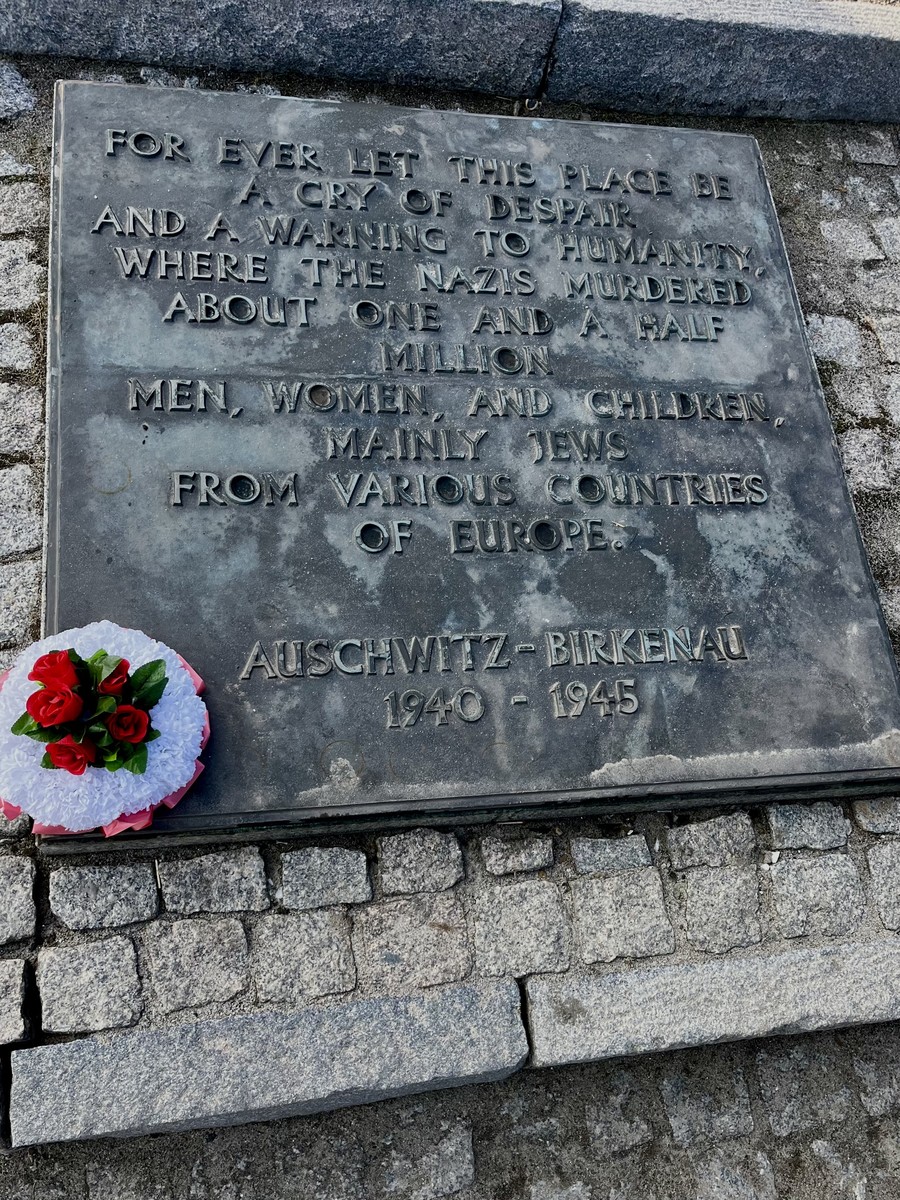 FOR EVER LET THIS PLACE BE
A CRY OF DESPAIR
AND A WARNING TO HUMANITY,
WHERE THE NAZIS MURDERED
ABOUT ONE AND A HALF
MILLION
MEN, WOMEN, AND CHILDREN,
MAINLY JEWS
FROM VARIOUS COUNTRIES
OF EUROPE.
AUSCHWITZ-BIRKENAU
1940 - 1945